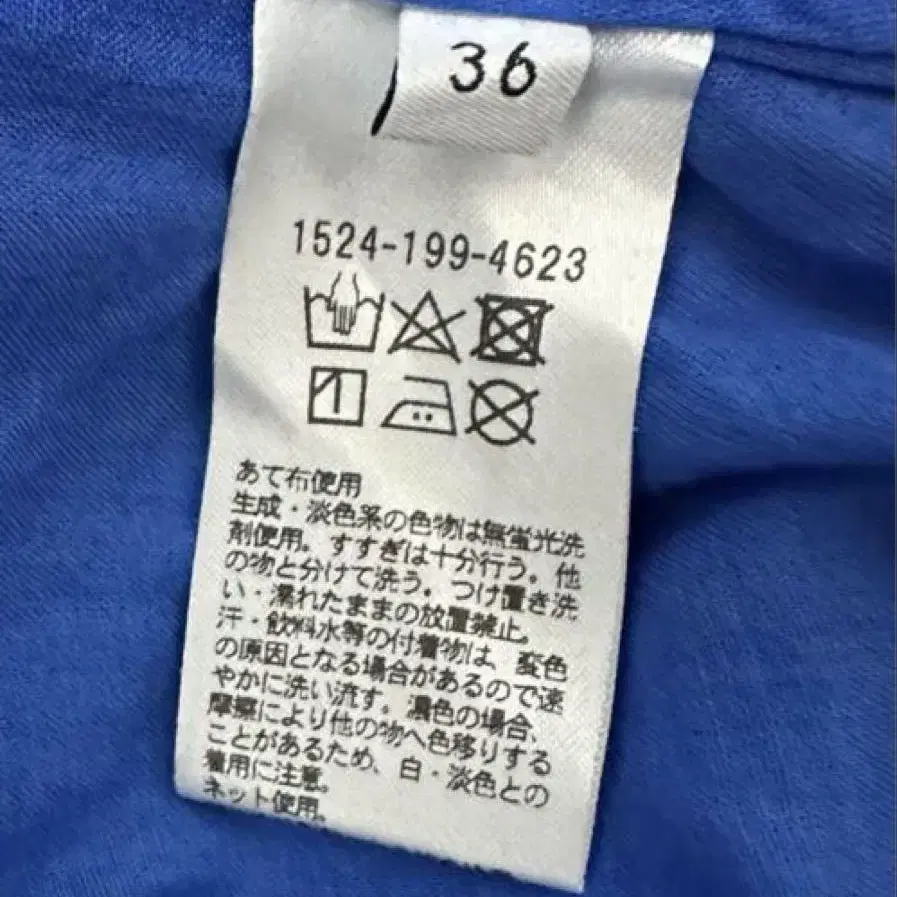 36
1524-199-4623
あて布使用
生成・淡色系の色物は無蛍光洗
剤使用。すすぎは十分行う。他
の物と分けて洗う。つけ置き洗
い・濡れたままの放置禁止。
汗・飲料水等の付着物は、変色
の原因となる場合があるので速
やかに洗い流す。濃色の場合、
摩擦により他の物へ色移りする
ことがあるため、白・淡色との
着用に注意。
ネット使用。